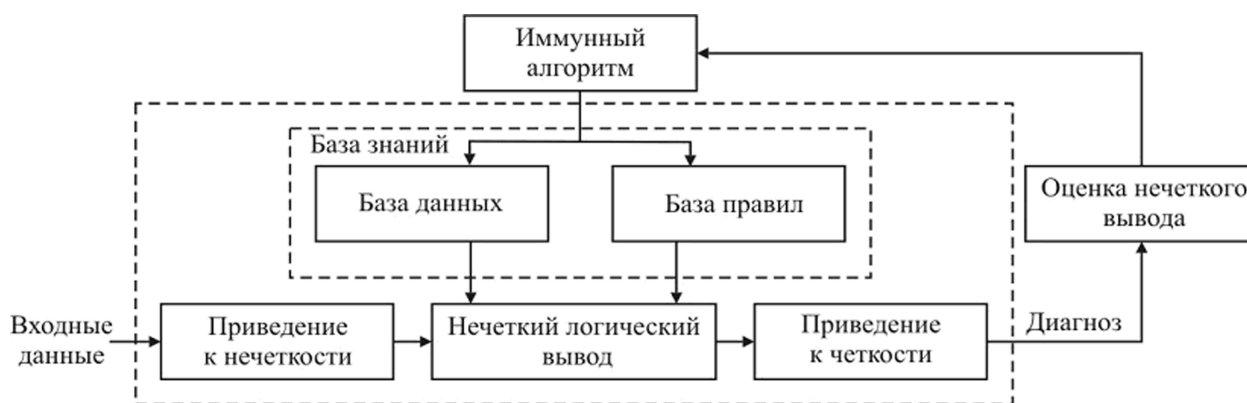 Иммунный
алгоритм
База знаний
База данных
База правил
Оценка нечеткого
вывода
Входные
данные
Приведение
к нечеткости
Нечеткий логический
вывод
Приведение
к четкости
Диагноз